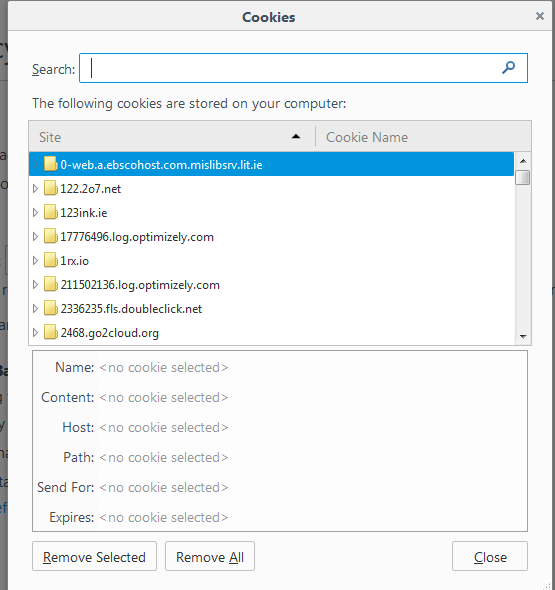 Cookies
Search:
The following cookies are stored on your computer:
Site Cookie Name
0-web.a.ebscohost.com.mislibsrv.lit.ie
122.2o7.net
123ink.ie
17776496.log.optimizely.com
1rx.io
211502136.log.optimizely.com
2336235.fls.doubleclick.net
2468.go2cloud.org
Name: <no cookie selected>
Content: <no cookie selected>
Host: <no cookie selected>
Path: <no cookie selected>
Send For: <no cookie selected>
Expires: <no cookie selected>
Remove Selected Remove All Close